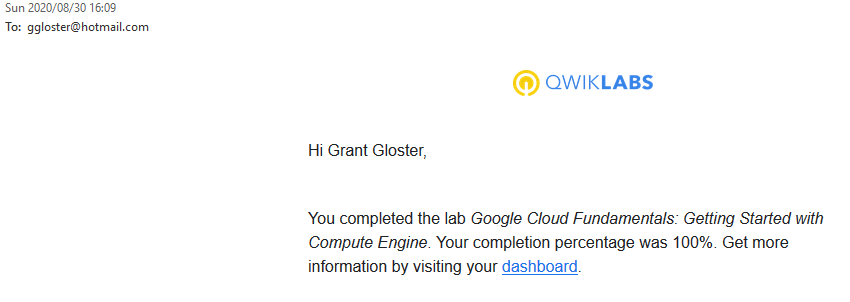 Sun 2020/08/30 16:09
To: ggloster@hotmail.com
QWIKLABS
Hi Grant Gloster,
You completed the lab Google Cloud Fundamentals: Getting Started with
Compute Engine. Your completion percentage was 100%. Get more
information by visiting your dashboard.